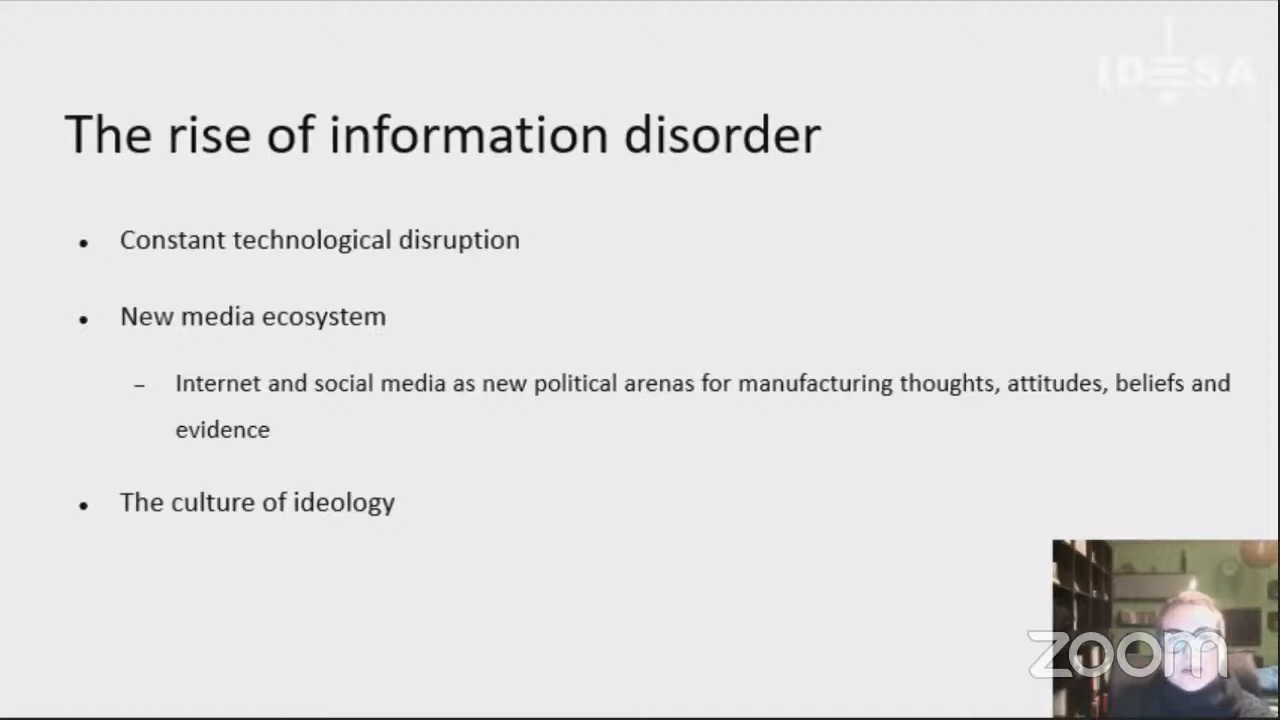 IDESA
The rise of information disorder
• Constant technological disruption
• New media ecosystem
– Internet and social media as new political arenas for manufacturing thoughts, attitudes, beliefs and
evidence
• The culture of ideology
zoom